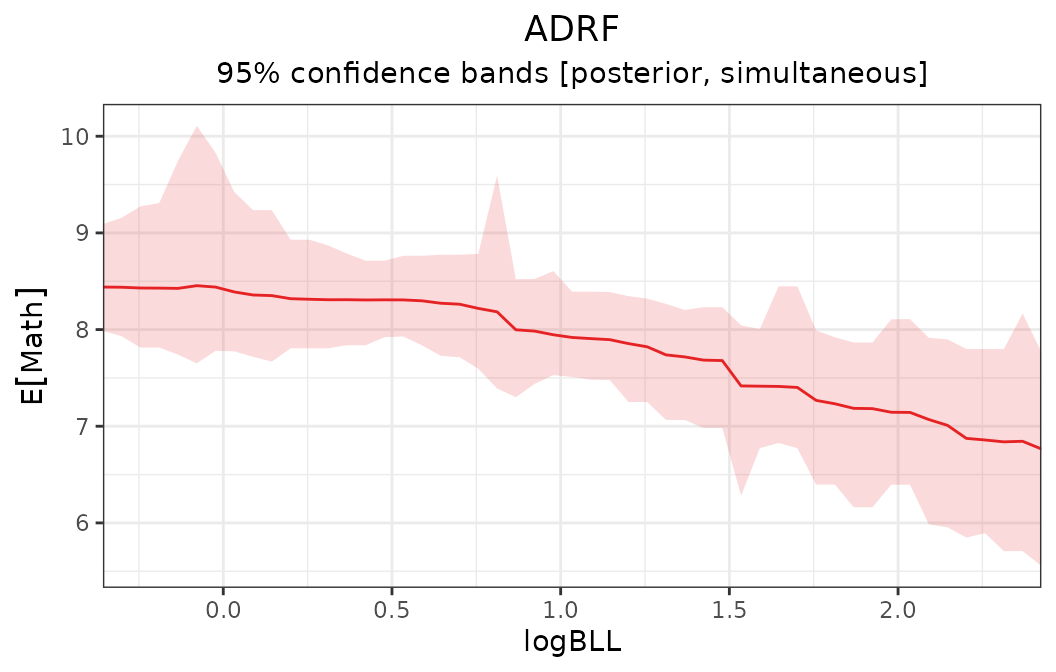 ADRF
95% confidence bands [posterior, simultaneous]
E[Math]
10
9
8
7
6
0.0 0.5 1.0 1.5 2.0
logBLL